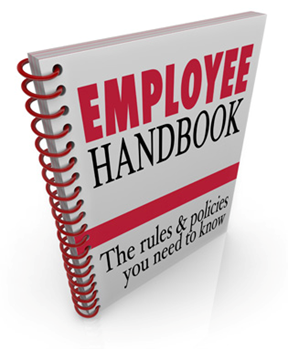 EMPLOYEE
HANDBOOK
The rules & policies
you need to know